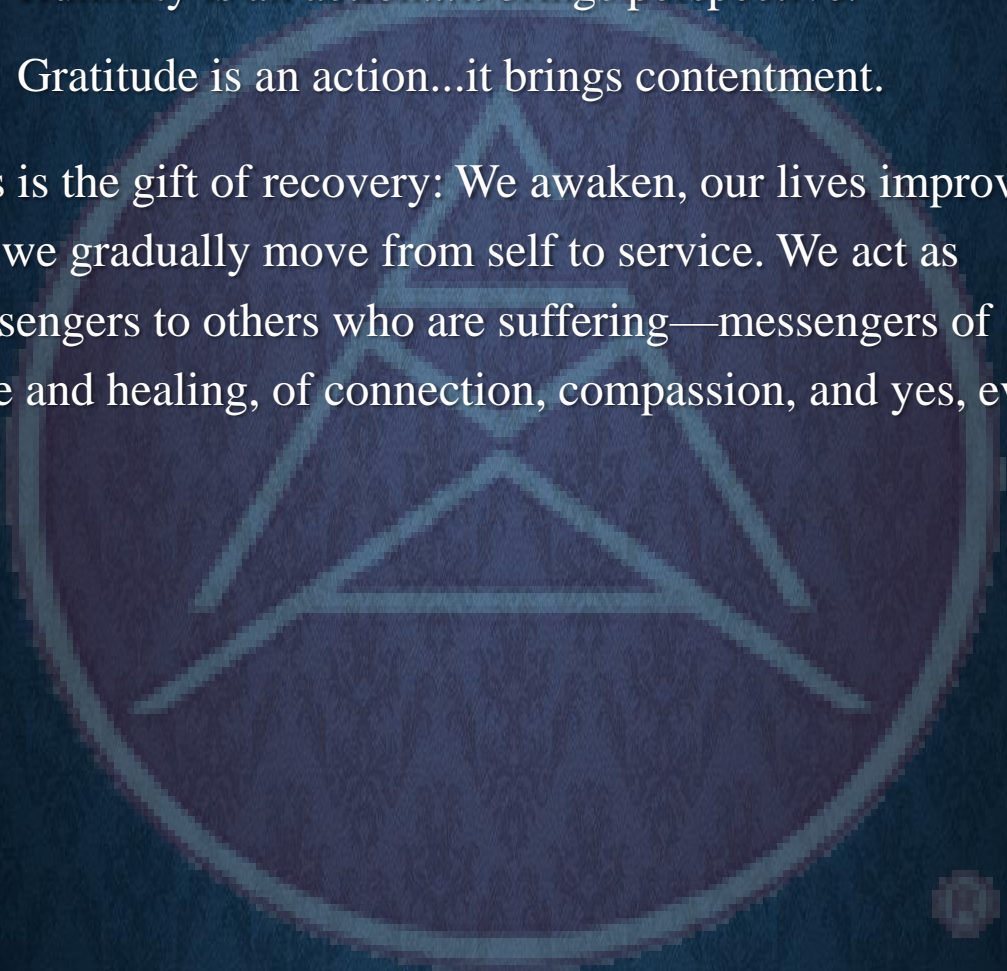 Gratitude is an action...it brings contentment.
s is the gift of recovery: We awaken, our lives improv
we gradually move from self to service. We act as
sengers to others who are suffering—messengers of
e and healing, of connection, compassion, and yes, ev
®